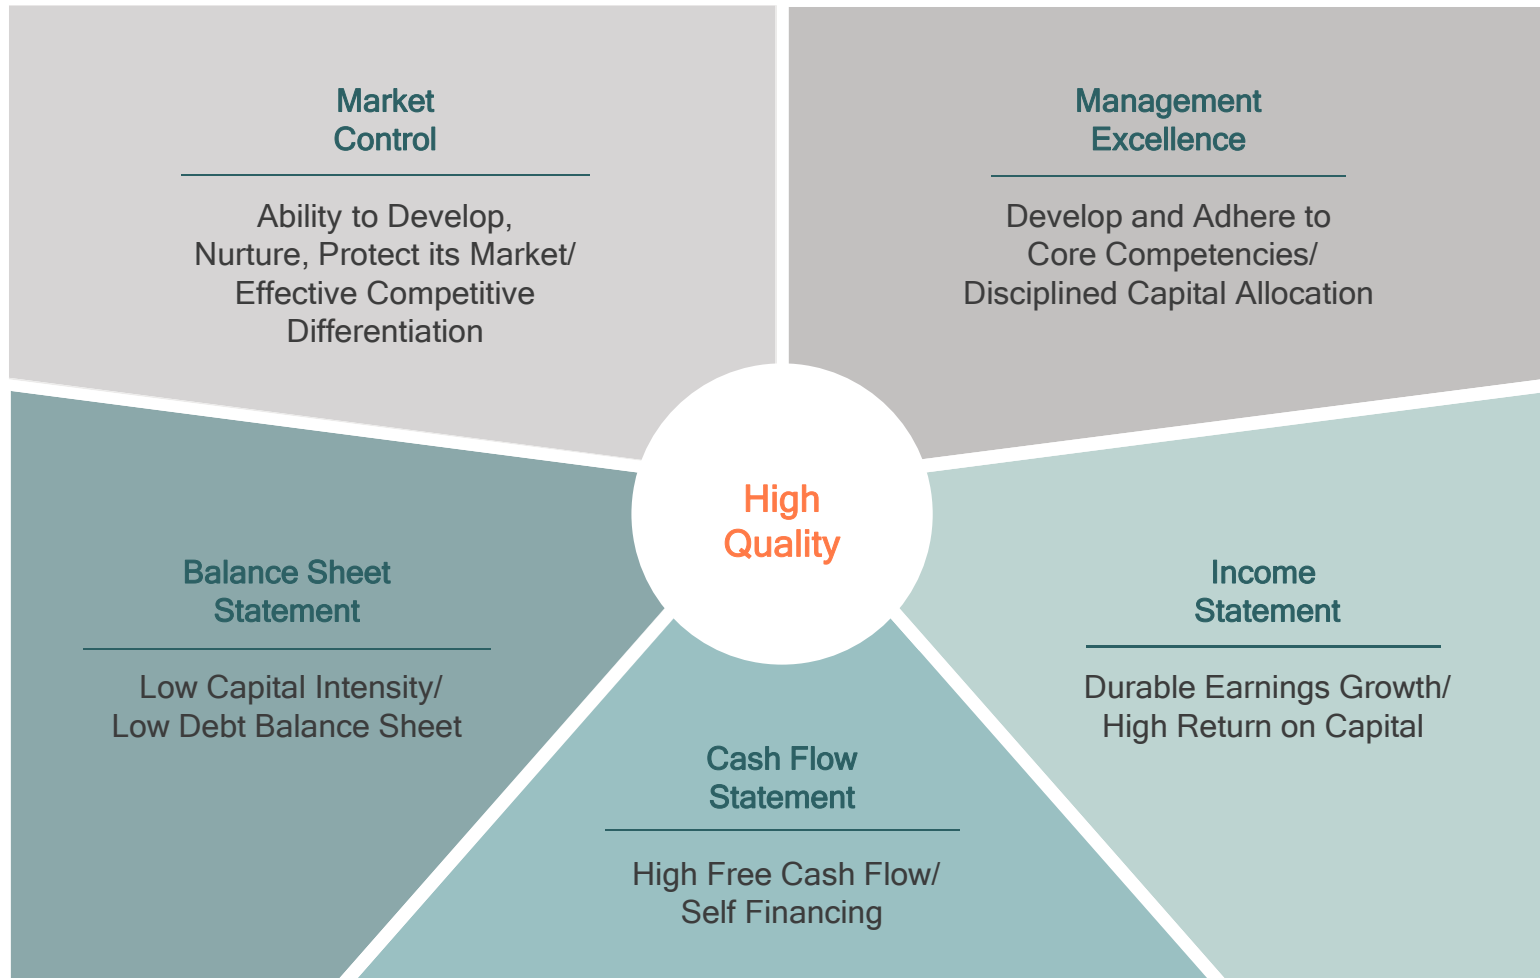 Market
Control
Ability to Develop,
Nurture, Protect its Market/
Effective Competitive
Differentiation
Management
Excellence
Develop and Adhere to
Core Competencies/
Disciplined Capital Allocation
High
Quality
Balance Sheet
Statement
Low Capital Intensity/
Low Debt Balance Sheet
Income
Statement
Durable Earnings Growth/
High Return on Capital
Cash Flow
Statement
High Free Cash Flow/
Self Financing